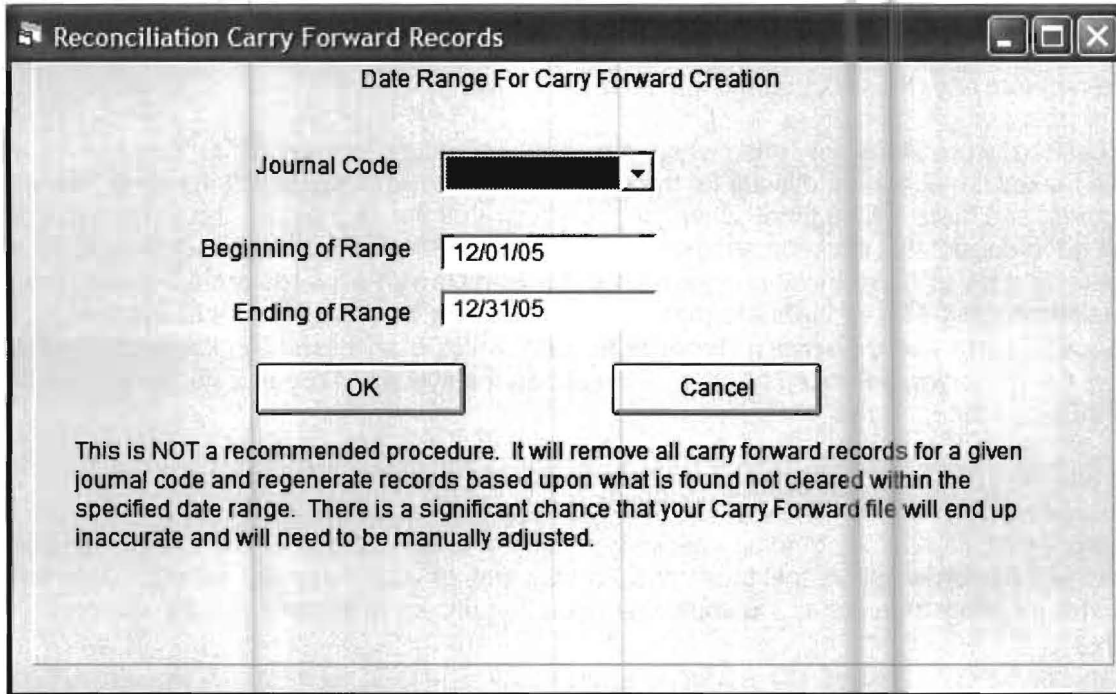 Reconciliation Carry Forward Records
Date Range For Carry Forward Creation
Journal Code
Beginning of Range 12/01/05
Ending of Range 12/31/05
OK Cancel
This is NOT a recommended procedure. It will remove all carry forward records for a given
journal code and regenerate records based upon what is found not cleared within the
specified date range. There is a significant chance that your Carry Forward file will end up
inaccurate and will need to be manually adjusted.